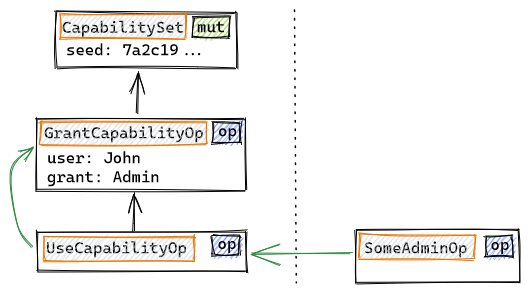 CapabilitySet mut
seed: 7a2c19...
GrantCapabilityOp op
user: John
grant: Admin
UseCapabilityOp op
SomeAdminOp op